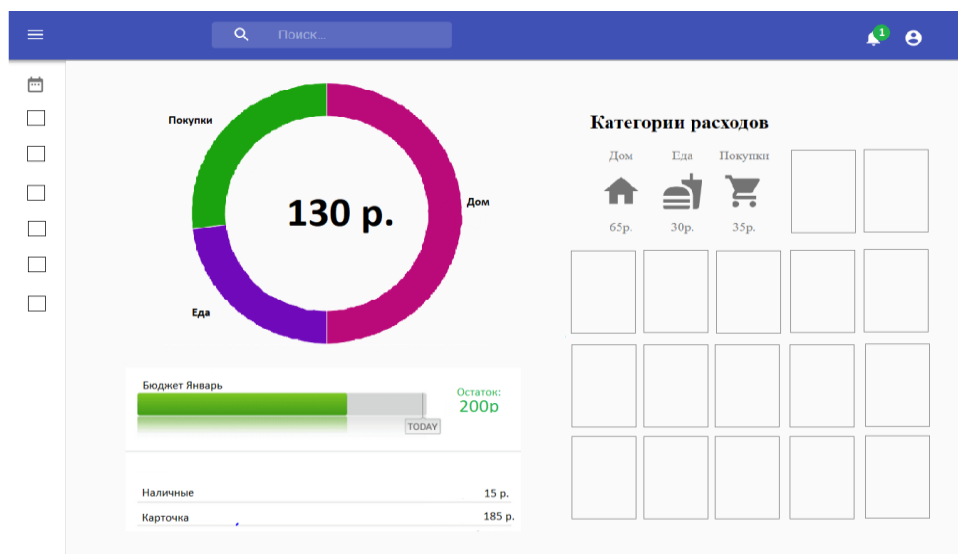 Поиск...
1
Покупки
Дом
Еда
130 р.
Категории расходов
Дом Еда Покупки
65р. 30р. 35р.
Бюджет Январь
Остаток:
200р
TODAY
Наличные 15 р.
Карточка 185 р.